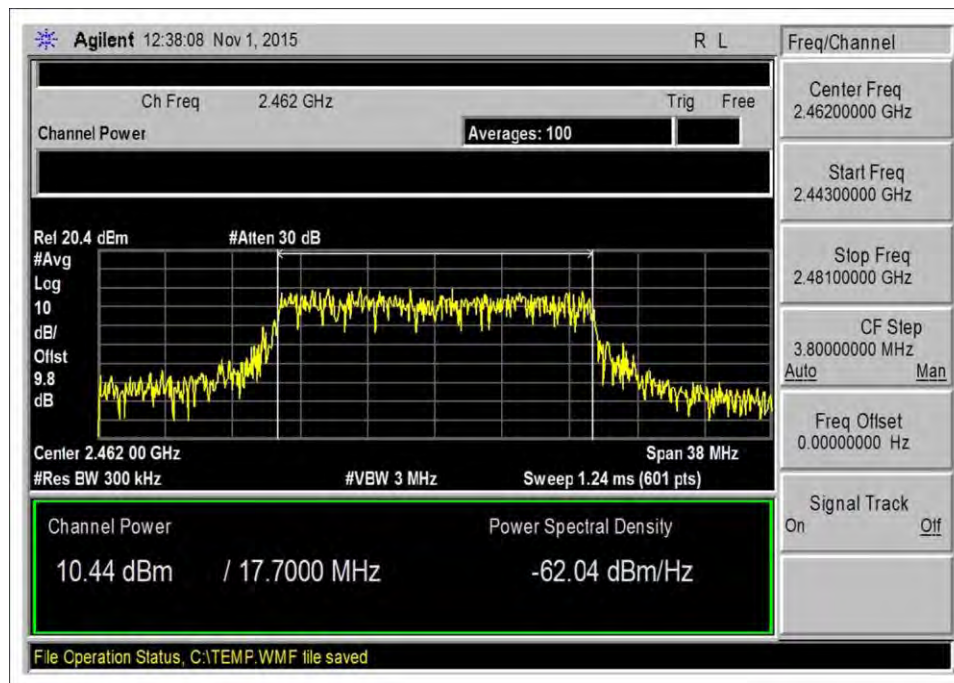 Agilent 12:38:08 Nov 1, 2015 R L
Freq/Channel
Ch Freq 2.462 GHz Trig Free
Channel Power Averages: 100
Ref 20.4 dBm #Atten 30 dB
#Avg
Log
10
dB/
Offst
9.8
dB
Center 2.462 00 GHz Span 38 MHz
#Res BW 300 kHz #VBW 3 MHz Sweep 1.24 ms (601 pts)
Channel Power Power Spectral Density
10.44 dBm / 17.7000 MHz -62.04 dBm/Hz
File Operation Status, C:\TEMP.WMF file saved
Center Freq
2.46200000 GHz
Start Freq
2.44300000 GHz
Stop Freq
2.48100000 GHz
CF Step
3.80000000 MHz
Auto Man
Freq Offset
0.00000000 Hz
Signal Track
On Off